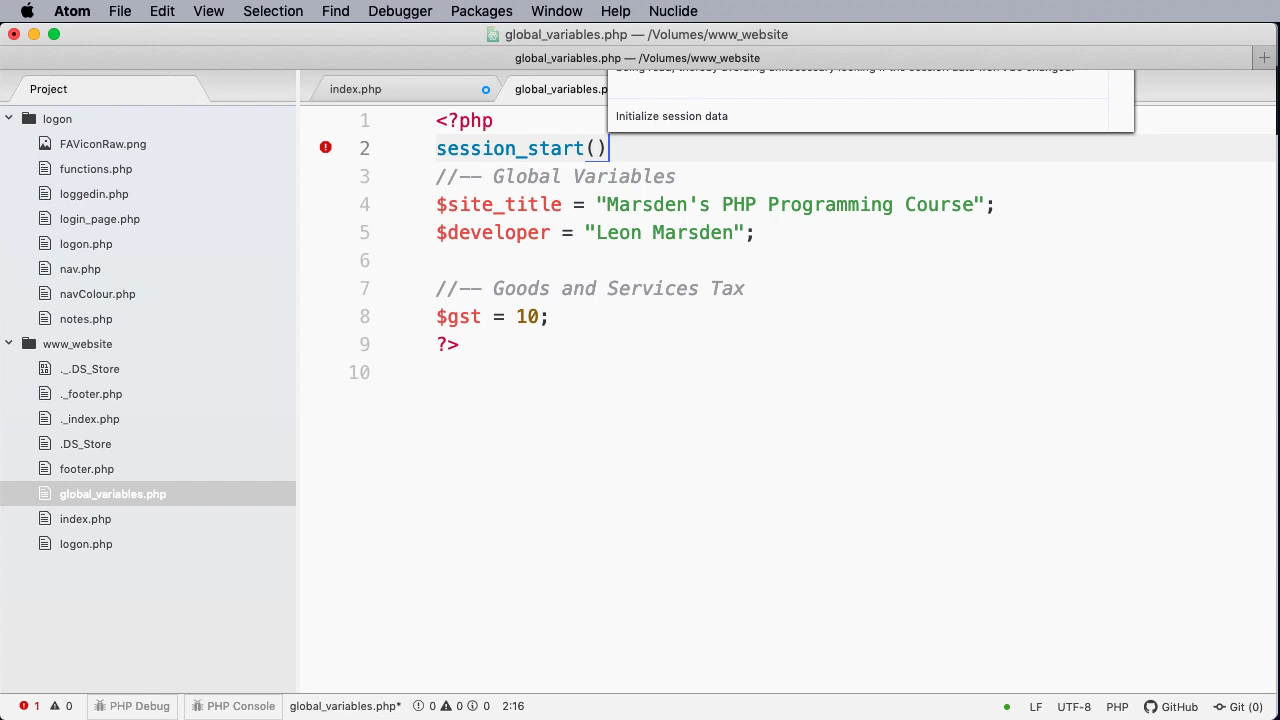 Atom File Edit View Selection Find Debugger Packages Window Help Nuclide
global_variables.php — /Volumes/www_website
global_variables.php — /Volumes/www_website
Project
index.php
global_variables.p
Initialize session data
logon
FAViconRaw.png
functions.php
loggedin.php
login_page.php
logon.php
nav.php
navColour.php
notes.php
www_website
._.DS_Store
._footer.php
._index.php
.DS_Store
footer.php
global_variables.php
index.php
logon.php
1 <?php
2 session_start()
3 //-- Global Variables
4 $site_title = "Marsden's PHP Programming Course";
5 $developer = "Leon Marsden";
6
7 //-- Goods and Services Tax
8 $gst = 10;
9 ?>
10
1 0 PHP Debug PHP Console global_variables.php* 0 0 0 2:16 LF UTF-8 PHP GitHub Git (0)